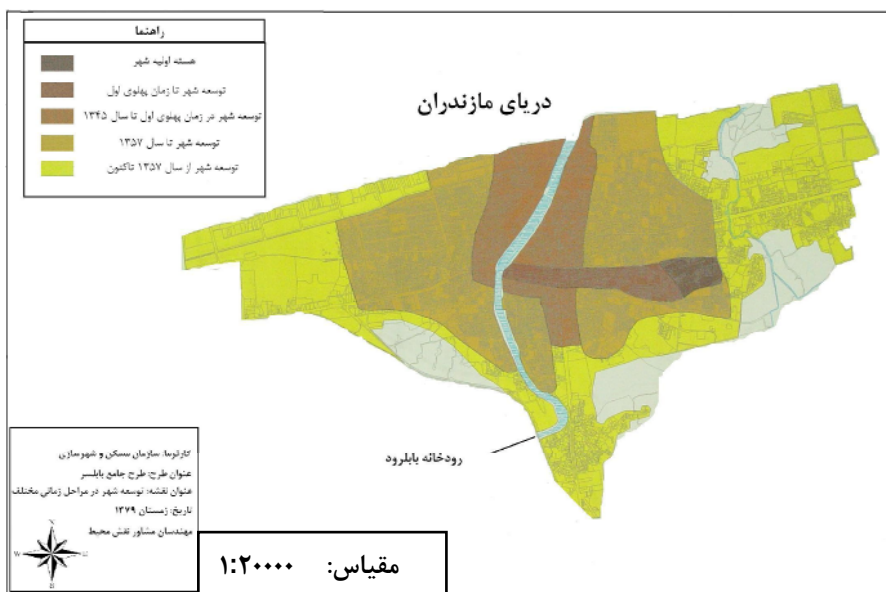 راهنما
هسته اولیه شهر
توسعه شهر تا زمان پهلوی اول
توسعه شهر در زمان پهلوی اول تا سال ۱۳۴۵
توسعه شهر تا سال ۱۳۵۷
توسعه شهر از سال ۱۳۵۷ تاکنون
دریای مازندران
رودخانه بابلرود
کارفرما: سازمان مسکن و شهرسازی
عنوان طرح: طرح جامع بابلسر
عنوان نقشه: توسعه شهر در مراحل زمانی مختلف
تاریخ: زمستان ۱۳۷۹
مهندسان مشاور نقش محیط
N
W
E
S
مقیاس: ۱:۲۰۰۰۰